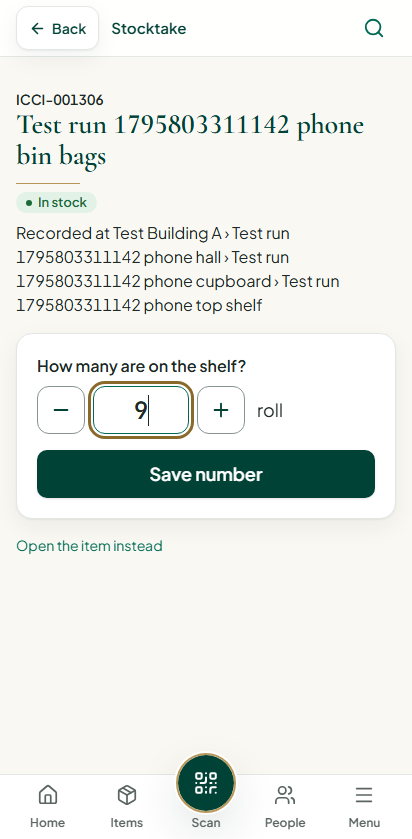 Back Stocktake
ICCI-001306
Test run 1795803311142 phone
bin bags
In stock
Recorded at Test Building A › Test run
1795803311142 phone hall › Test run
1795803311142 phone cupboard › Test run
1795803311142 phone top shelf
How many are on the shelf?
− 9 + roll
Save number
Open the item instead
Home Items Scan People Menu